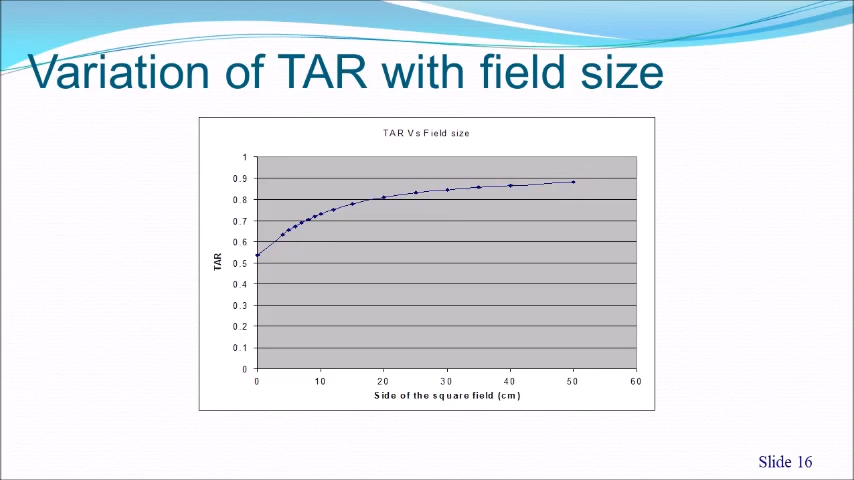 Variation of TAR with field size
TAR Vs Field size
1
0.9
0.8
0.7
0.6
0.5
0.4
0.3
0.2
0.1
0
TAR
0 10 20 30 40 50 60
Side of the square field (cm)
Slide 16